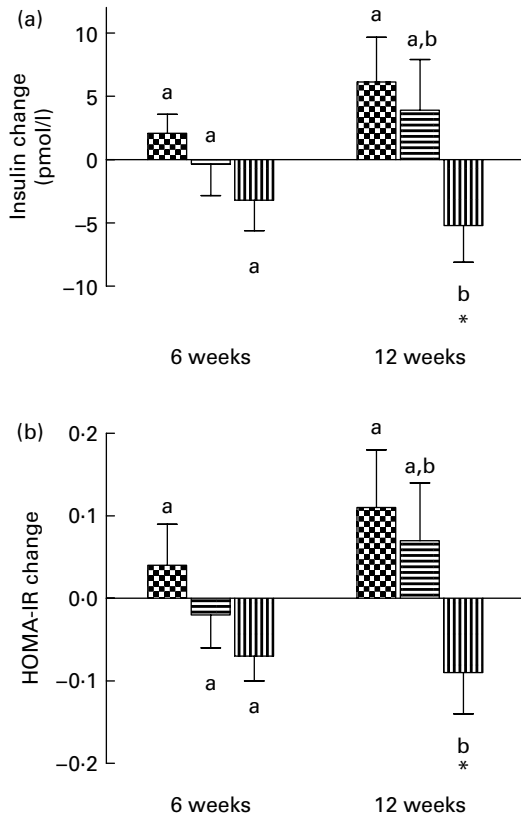 (a)
Insulin change
(pmol/l)
10
5
0
−5
−10
a
a
a
a
a,b
b
*
6 weeks
12 weeks
(b)
HOMA-IR change
0·2
0·1
0·0
−0·1
−0·2
a
a
a
a
a,b
b
*
6 weeks
12 weeks